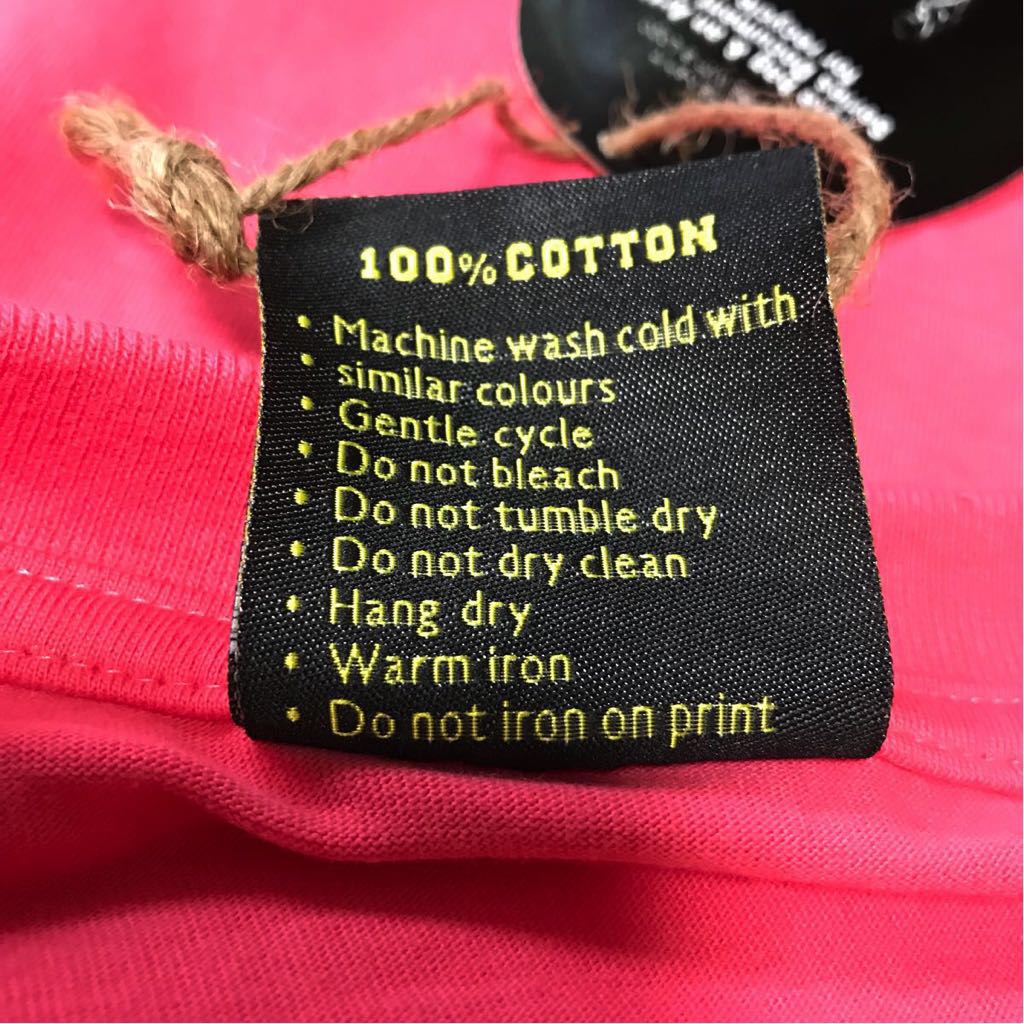 100% COTTON
• Machine wash cold with
• similar colours
• Gentle cycle
• Do not bleach
• Do not tumble dry
• Do not dry clean
• Hang dry
• Warm iron
• Do not iron on print